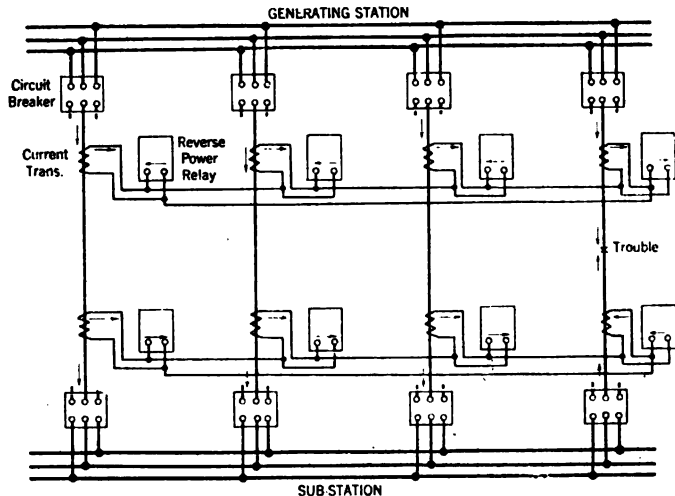 GENERATING STATION
Circuit
Breaker
Current
Trans.
Reverse
Power
Relay
Trouble
SUB-STATION